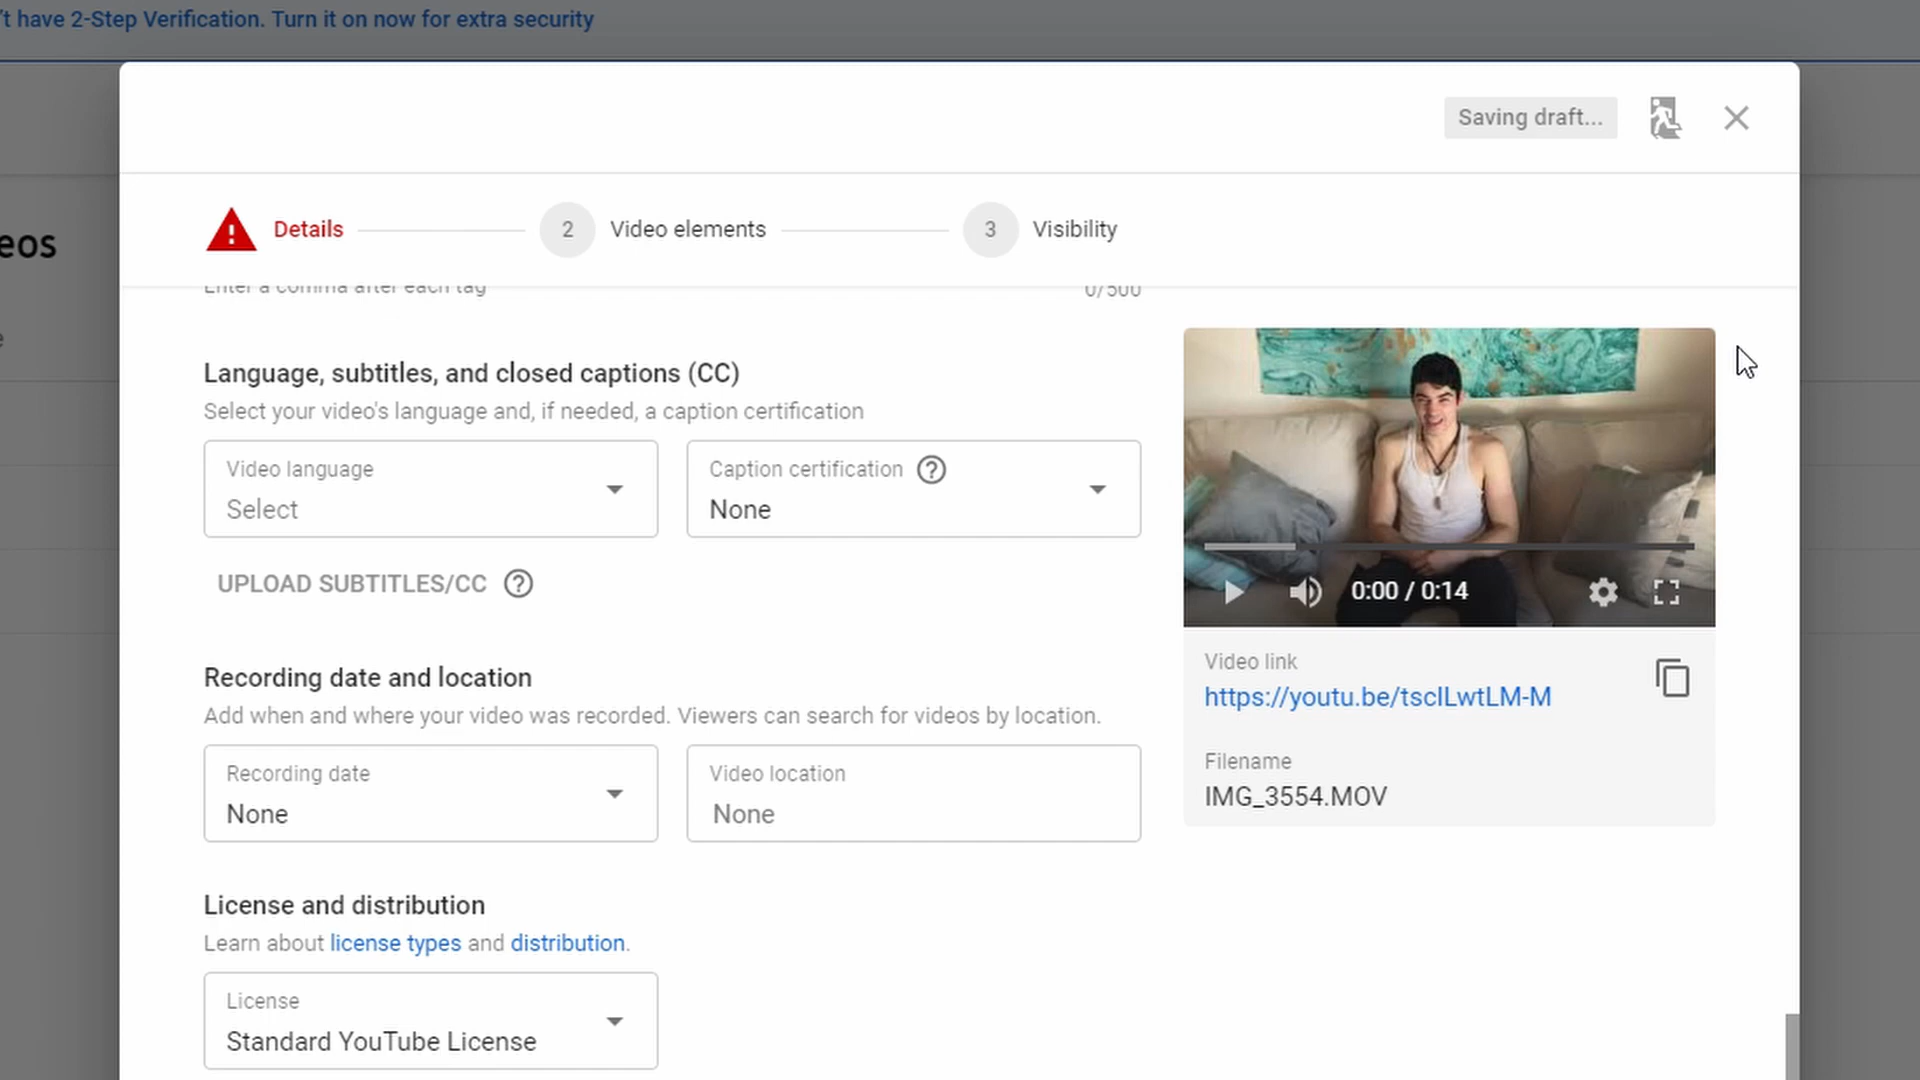 't have 2-Step Verification. Turn it on now for extra security
Saving draft...
Details
2
Video elements
3
Visibility
eos
e
Enter a comma after each tag
0/500
Language, subtitles, and closed captions (CC)
Select your video's language and, if needed, a caption certification
Video language
Select
Caption certification
None
UPLOAD SUBTITLES/CC
0:00 / 0:14
Video link
https://youtu.be/tscILwtLM-M
Filename
IMG_3554.MOV
Recording date and location
Add when and where your video was recorded. Viewers can search for videos by location.
Recording date
None
Video location
None
License and distribution
Learn about license types and distribution.
License
Standard YouTube License